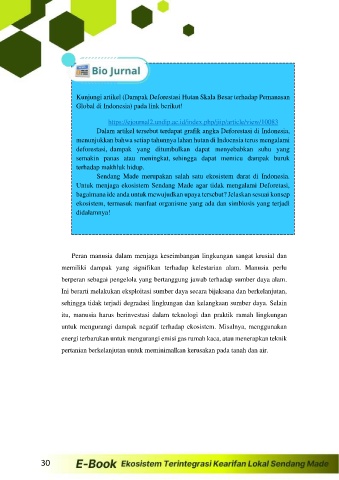 Bio Jurnal
Kunjungi artikel (Dampak Deforestasi Hutan Skala Besar terhadap Pemanasan
Global di Indonesia) pada link berikut!
https://ejournal2.undip.ac.id/index.php/jiip/article/view/10083
Dalam artikel tersebut terdapat grafik angka Deforestasi di Indonesia,
menunjukkan bahwa setiap tahunnya lahan hutan di Indoensia terus mengalami
deforestasi, dampak yang ditumbulkan dapat menyebabkan suhu yang
semakin panas atau meningkat, sehingga dapat memicu dampak buruk
terhadap makhluk hidup.
Sendang Made merupakan salah satu ekosistem darat di Indonesia.
Untuk menjaga ekosistem Sendang Made agar tidak mengalami Deforetasi,
bagaimana ide anda untuk mewujudkan upaya tersebut? Jelaskan sesuai konsep
ekosistem, termasuk manfaat organisme yang ada dan simbiosis yang terjadi
didalamnya!
Peran manusia dalam menjaga keseimbangan lingkungan sangat krusial dan
memiliki dampak yang signifikan terhadap kelestarian alam. Manusia perlu
berperan sebagai pengelola yang bertanggung jawab terhadap sumber daya alam.
Ini berarti melakukan eksploitasi sumber daya secara bijaksana dan berkelanjutan,
sehingga tidak terjadi degradasi lingkungan dan kelangkaan sumber daya. Selain
itu, manusia harus berinvestasi dalam teknologi dan praktik ramah lingkungan
untuk mengurangi dampak negatif terhadap ekosistem. Misalnya, menggunakan
energi terbarukan untuk mengurangi emisi gas rumah kaca, atau menerapkan teknik
pertanian berkelanjutan untuk meminimalkan kerusakan pada tanah dan air.
30 E-Book Ekosistem Terintegrasi Kearifan Lokal Sendang Made